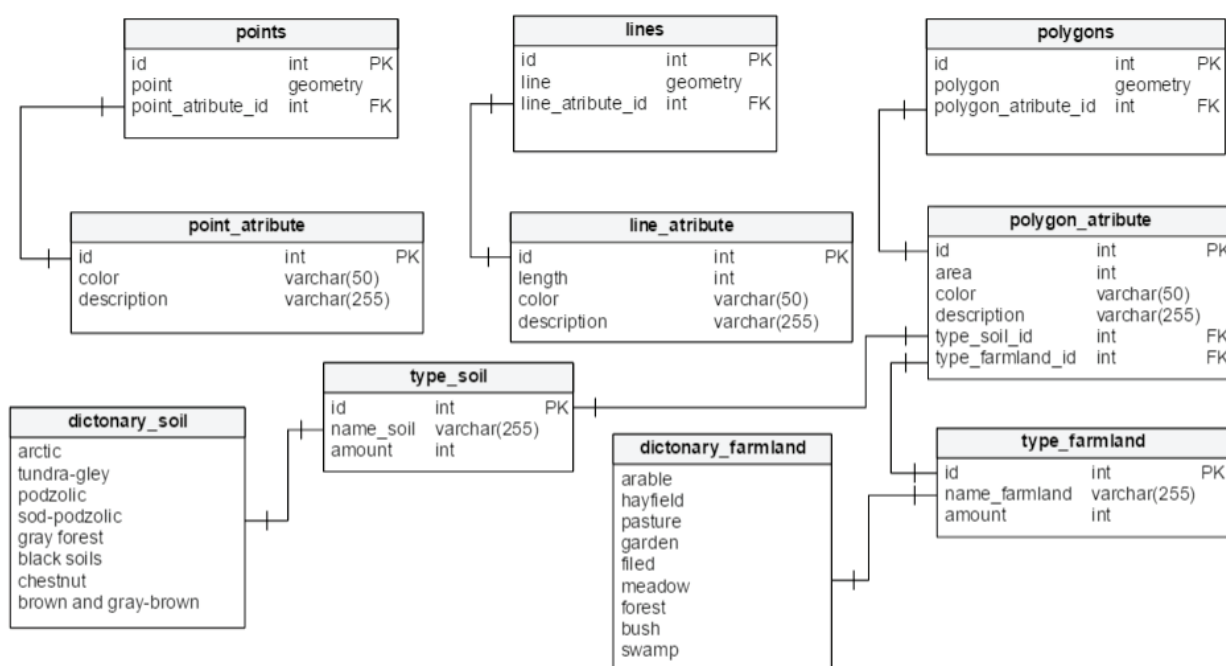 points
id int PK
point geometry
point_atribute_id int FK
lines
id int PK
line geometry
line_atribute_id int FK
polygons
id int PK
polygon geometry
polygon_atribute_id int FK
point_atribute
id int PK
color varchar(50)
description varchar(255)
line_atribute
id int PK
length int
color varchar(50)
description varchar(255)
polygon_atribute
id int PK
area int
color varchar(50)
description varchar(255)
type_soil_id int FK
type_farmland_id int FK
type_soil
id int PK
name_soil varchar(255)
amount int
dictonary_soil
arctic
tundra-gley
podzolic
sod-podzolic
gray forest
black soils
chestnut
brown and gray-brown
dictonary_farmland
arable
hayfield
pasture
garden
filed
meadow
forest
bush
swamp
type_farmland
id int PK
name_farmland varchar(255)
amount int